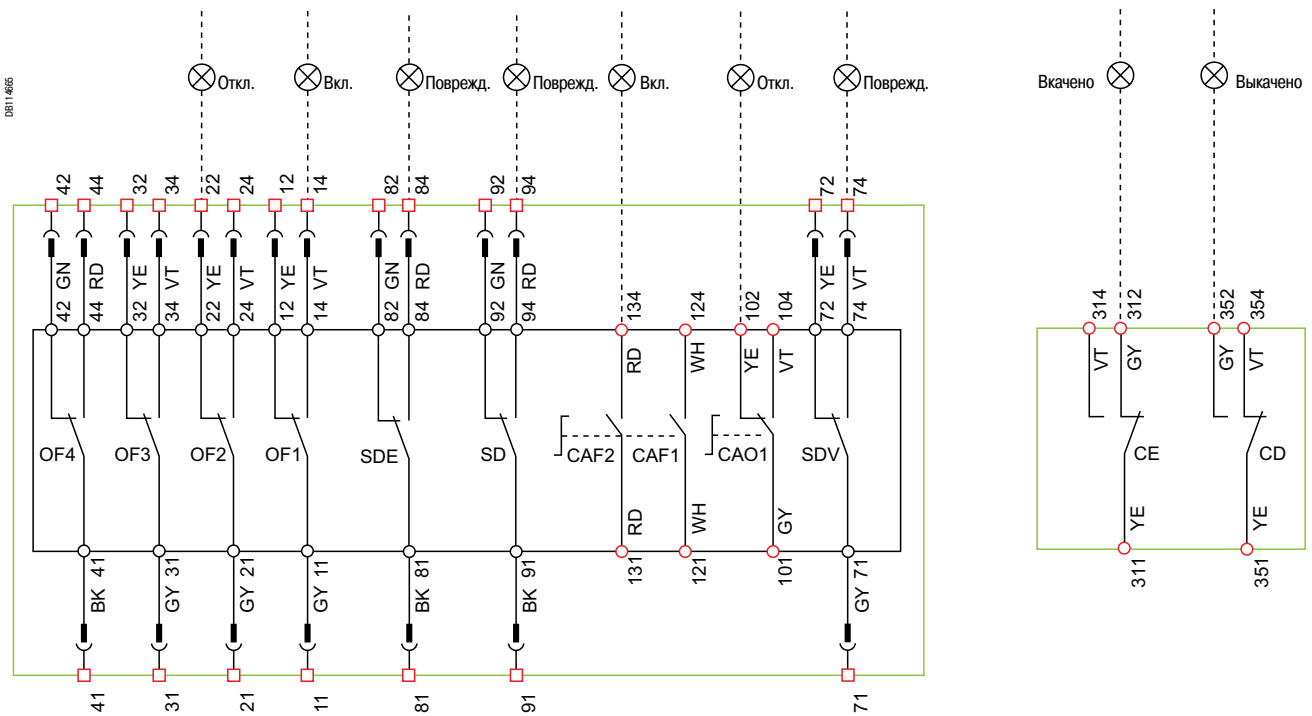 DB114665
Откл.
Вкл.
Поврежд.
Поврежд.
Вкл.
Откл.
Поврежд.
Вкачено
Выкачено
42 44 32 34 22 24 12 14 82 84 92 94 72 74
GN RD YE VT YE VT YE VT GN RD GN RD YE VT
42 44 32 34 22 24 12 14 82 84 92 94 134 124 102 104 72 74
314 312 352 354
RD WH YE VT
VT GY GY VT
OF4 OF3 OF2 OF1 SDE SD CAF2 CAF1 CAO1 SDV
CE CD
RD WH GY
YE YE
41 31 21 11 81 91 131 121 101 71
311 351
BK GY GY GY BK BK GY
41 31 21 11 81 91 71